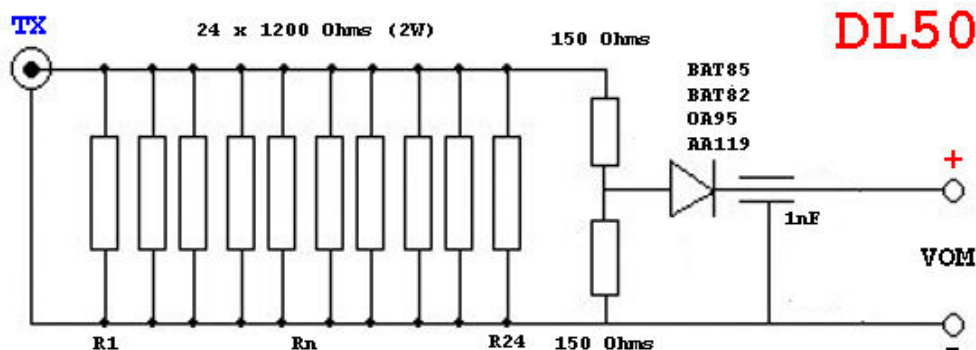 TX
24 x 1200 Ohms (2W)
150 Ohms
DL50
BAT85
BAT82
OA95
AA119
+
1nF
VOM
R1
Rn
R24
150 Ohms
-